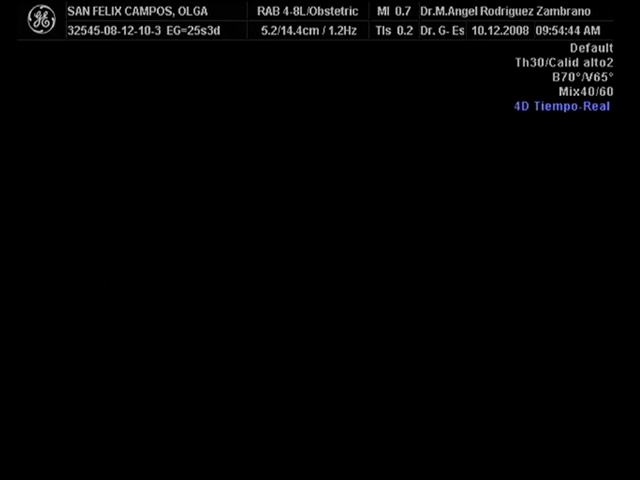 SAN FELIX CAMPOS, OLGA RAB 4-8L/Obstetric MI 0.7 Dr.M.Angel Rodriguez Zambrano
32545-08-12-10-3 EG=25s3d 5.2/14.4cm / 1.2Hz TIs 0.2 Dr. G- Es 10.12.2008 09:54:44 AM
Default
Th30/Calid alto2
B70°/V65°
Mix40/60
4D Tiempo-Real